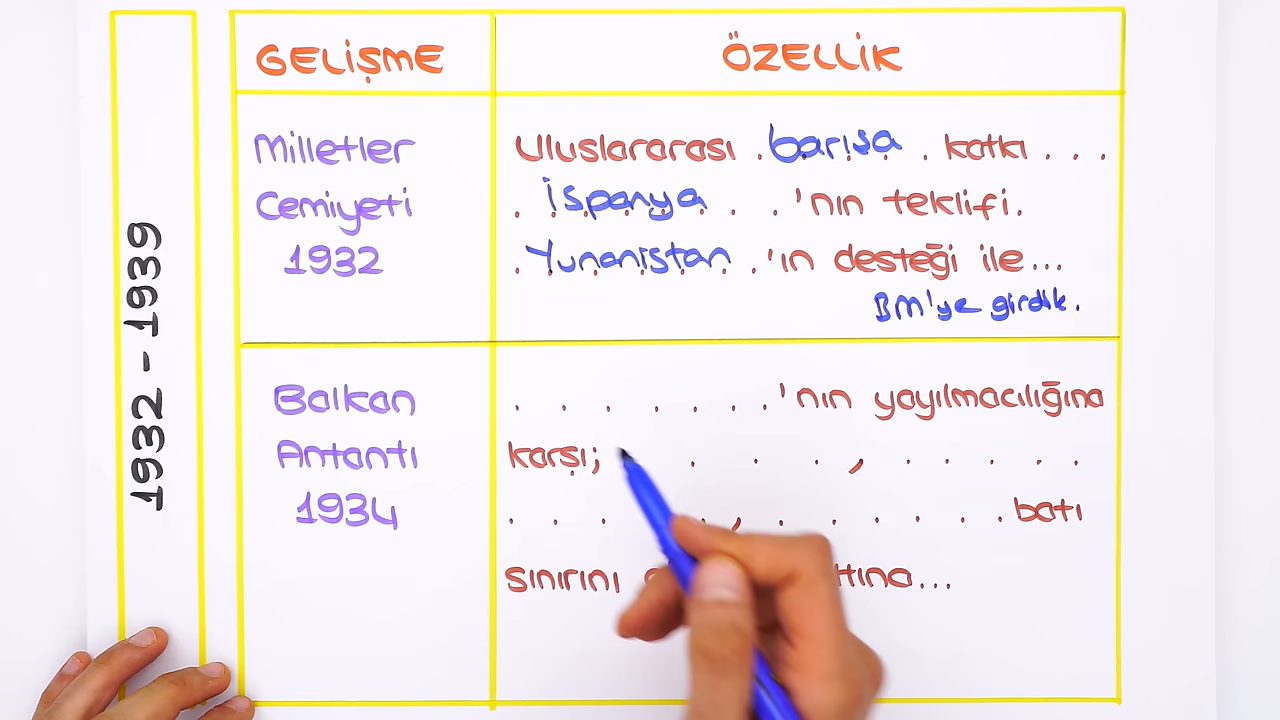 GELİŞME
ÖZELLİK
1932 - 1939
Milletler
Cemiyeti
1932
Uluslararası . barışa . katkı . . .
. İspanya . . 'nın teklifi.
. Yunanistan . 'ın desteği ile...
BM'ye girdik.
Balkan
Antantı
1934
. . . . . . . 'nın yayılmacılığına
karşı; . . . , . . . . . .
. . . . , . . . . . . batı
sınırını